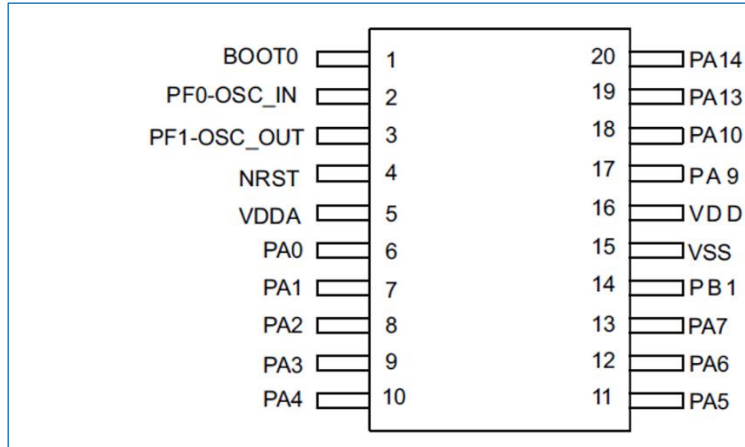 BOOT0 1 20 PA14
PF0-OSC_IN 2 19 PA13
PF1-OSC_OUT 3 18 PA10
NRST 4 17 PA9
VDDA 5 16 VDD
PA0 6 15 VSS
PA1 7 14 PB1
PA2 8 13 PA7
PA3 9 12 PA6
PA4 10 11 PA5